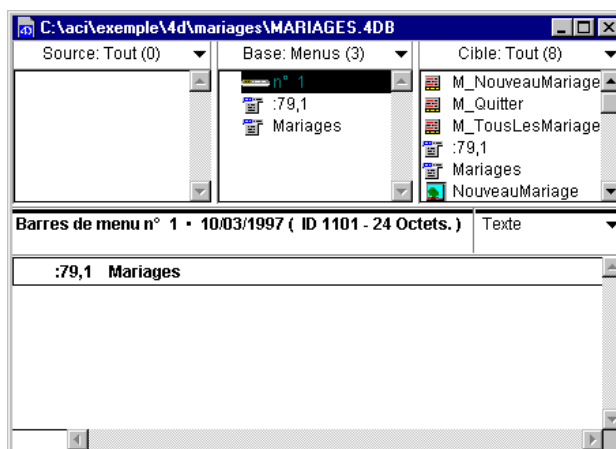 C:\aci\exemple\4d\mariages\MARIAGES.4DB
Source: Tout (0)
Base: Menus (3)
Cible: Tout (8)
n° 1
:79,1
Mariages
M_NouveauMariage
M_Quitter
M_TousLesMariage
:79,1
Mariages
NouveauMariage
Barres de menu n° 1 • 10/03/1997 ( ID 1101 - 24 Octets. )
Texte
:79,1 Mariages